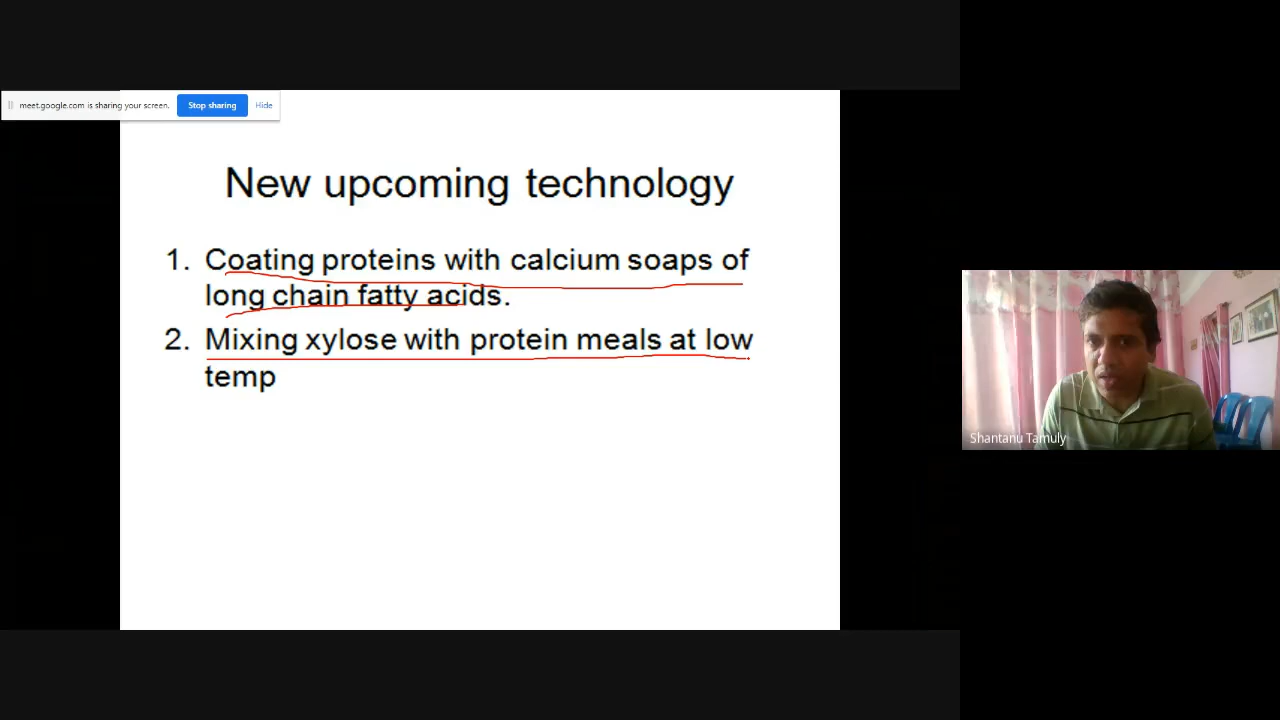 meet.google.com is sharing your screen.
Stop sharing
Hide
New upcoming technology
1. Coating proteins with calcium soaps of
long chain fatty acids.
2. Mixing xylose with protein meals at low
temp
Shantanu Tamuly